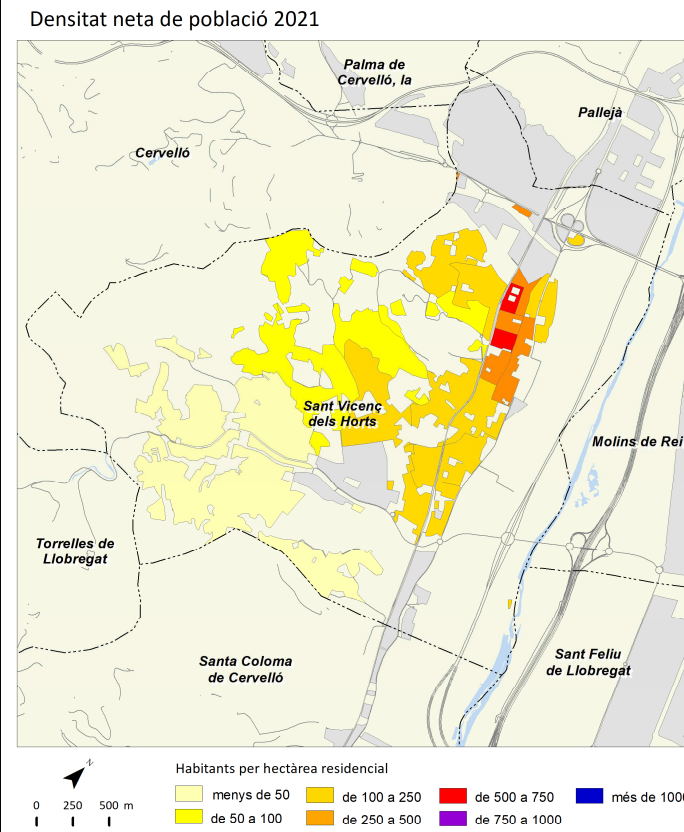 Densitat neta de població 2021
Palma de
Cervelló, la
Pallejà
Cervelló
Sant Vicenç
dels Horts
Molins de Rei
Torrelles de
Llobregat
Sant Feliu
de Llobregat
Santa Coloma
de Cervelló
N
Habitants per hectàrea residencial
menys de 50
de 100 a 250
de 500 a 750
més de 1000
de 50 a 100
de 250 a 500
de 750 a 1000
0 250 500 m